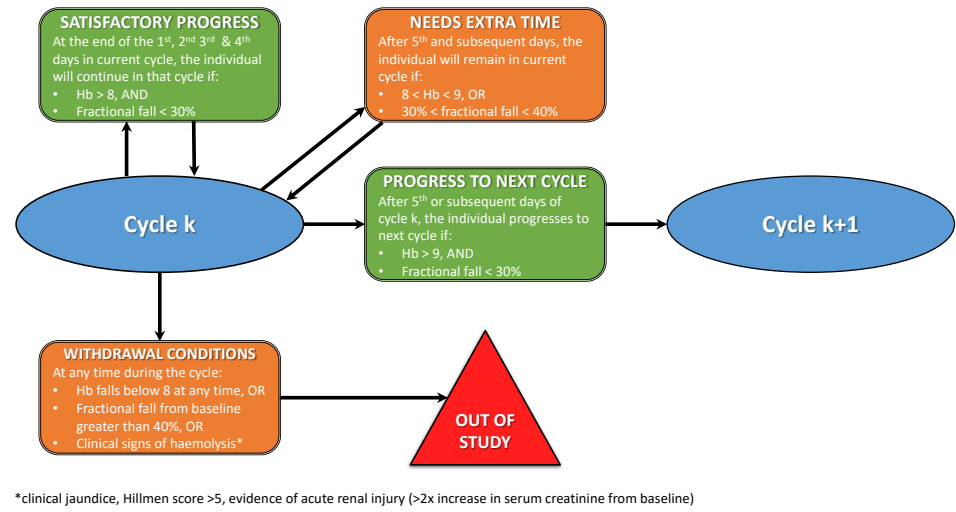 SATISFACTORY PROGRESS
At the end of the 1st, 2nd 3rd & 4th
days in current cycle, the individual
will continue in that cycle if:
• Hb > 8, AND
• Fractional fall < 30%
NEEDS EXTRA TIME
After 5th and subsequent days, the
individual will remain in current
cycle if:
• 8 < Hb < 9, OR
• 30% < fractional fall < 40%
Cycle k
PROGRESS TO NEXT CYCLE
After 5th or subsequent days of
cycle k, the individual progresses to
next cycle if:
• Hb > 9, AND
• Fractional fall < 30%
Cycle k+1
WITHDRAWAL CONDITIONS
At any time during the cycle:
• Hb falls below 8 at any time, OR
• Fractional fall from baseline
greater than 40%, OR
• Clinical signs of haemolysis*
OUT OF
STUDY
*clinical jaundice, Hillmen score >5, evidence of acute renal injury (>2x increase in serum creatinine from baseline)